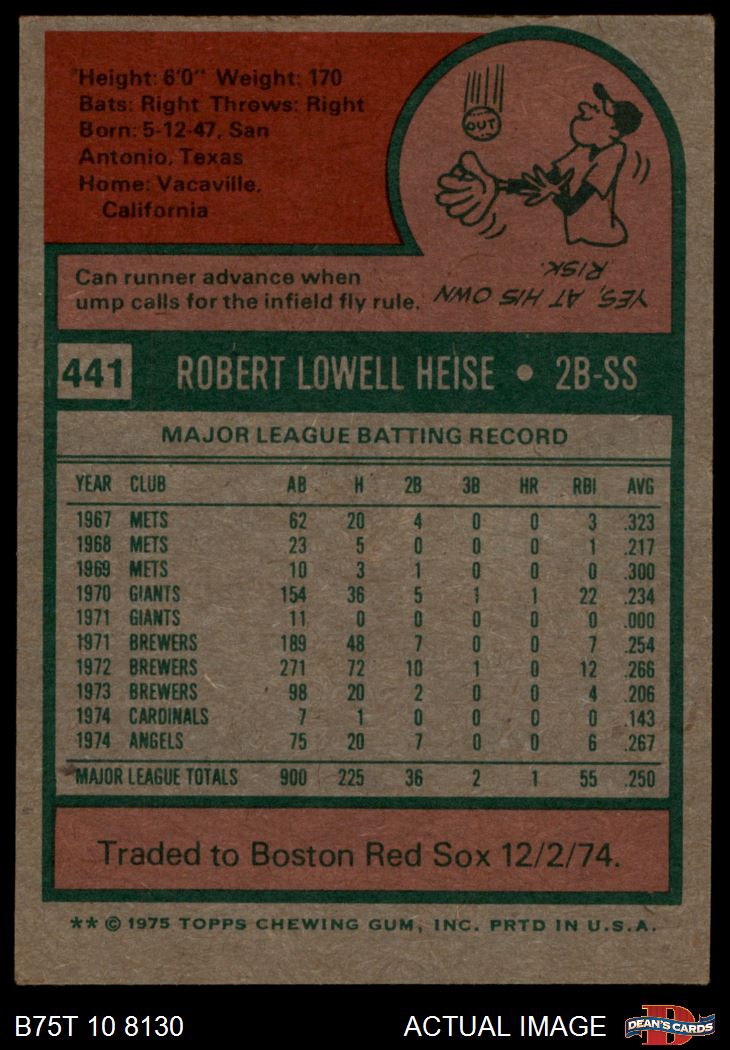 Height: 6'0" Weight: 170
Bats: Right Throws: Right
Born: 5-12-47, San
Antonio, Texas
Home: Vacaville,
California
OUT
Can runner advance when
ump calls for the infield fly rule.
YES, AT HIS OWN
RISK.
441 ROBERT LOWELL HEISE • 2B-SS
MAJOR LEAGUE BATTING RECORD
YEAR CLUB AB H 2B 3B HR RBI AVG
1967 METS 62 20 4 0 0 3 .323
1968 METS 23 5 0 0 0 1 .217
1969 METS 10 3 1 0 0 0 .300
1970 GIANTS 154 36 5 1 1 22 .234
1971 GIANTS 11 0 0 0 0 0 .000
1971 BREWERS 189 48 7 0 0 7 .254
1972 BREWERS 271 72 10 1 0 12 .266
1973 BREWERS 98 20 2 0 0 4 .206
1974 CARDINALS 7 1 0 0 0 0 .143
1974 ANGELS 75 20 7 0 0 6 .267
MAJOR LEAGUE TOTALS 900 225 36 2 1 55 .250
Traded to Boston Red Sox 12/2/74.
** © 1975 TOPPS CHEWING GUM, INC. PRTD IN U.S.A.
B75T 10 8130 ACTUAL IMAGE
D
DEAN'S CARDS